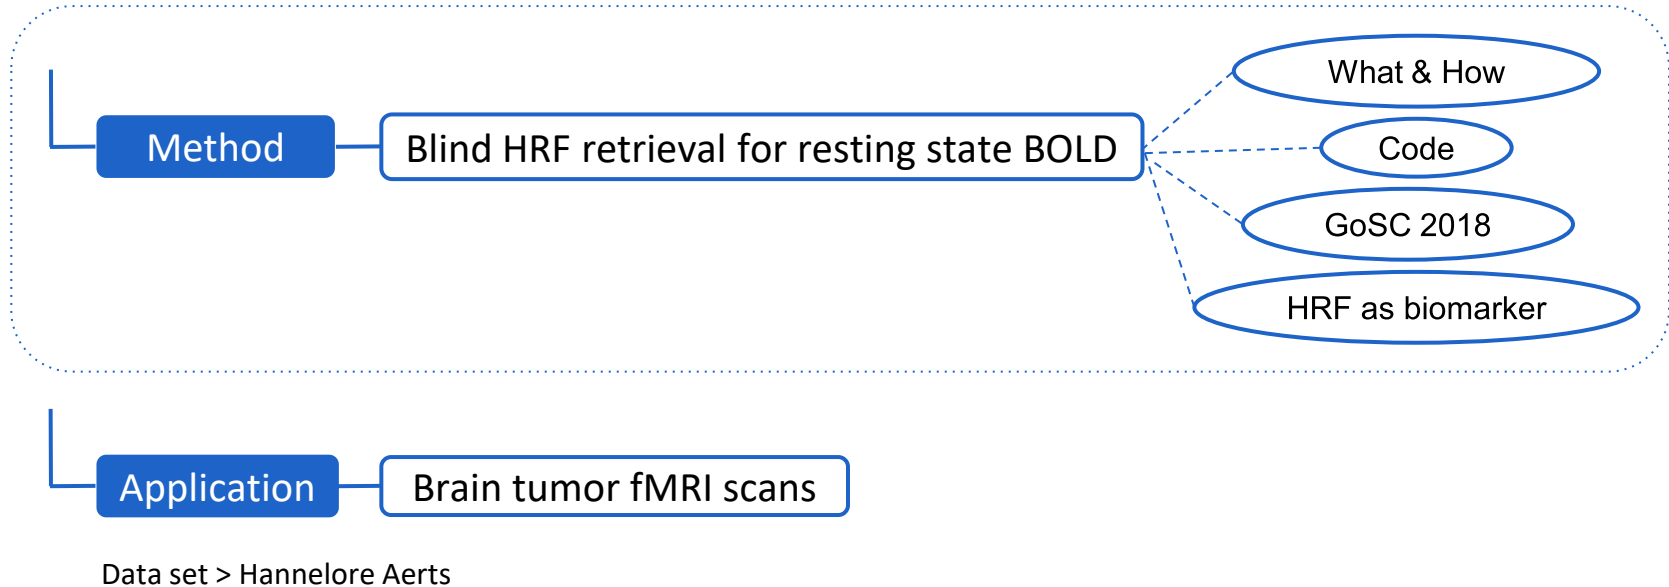 What & How
Method
Blind HRF retrieval for resting state BOLD
Code
GoSC 2018
HRF as biomarker
Application
Brain tumor fMRI scans
Data set > Hannelore Aerts